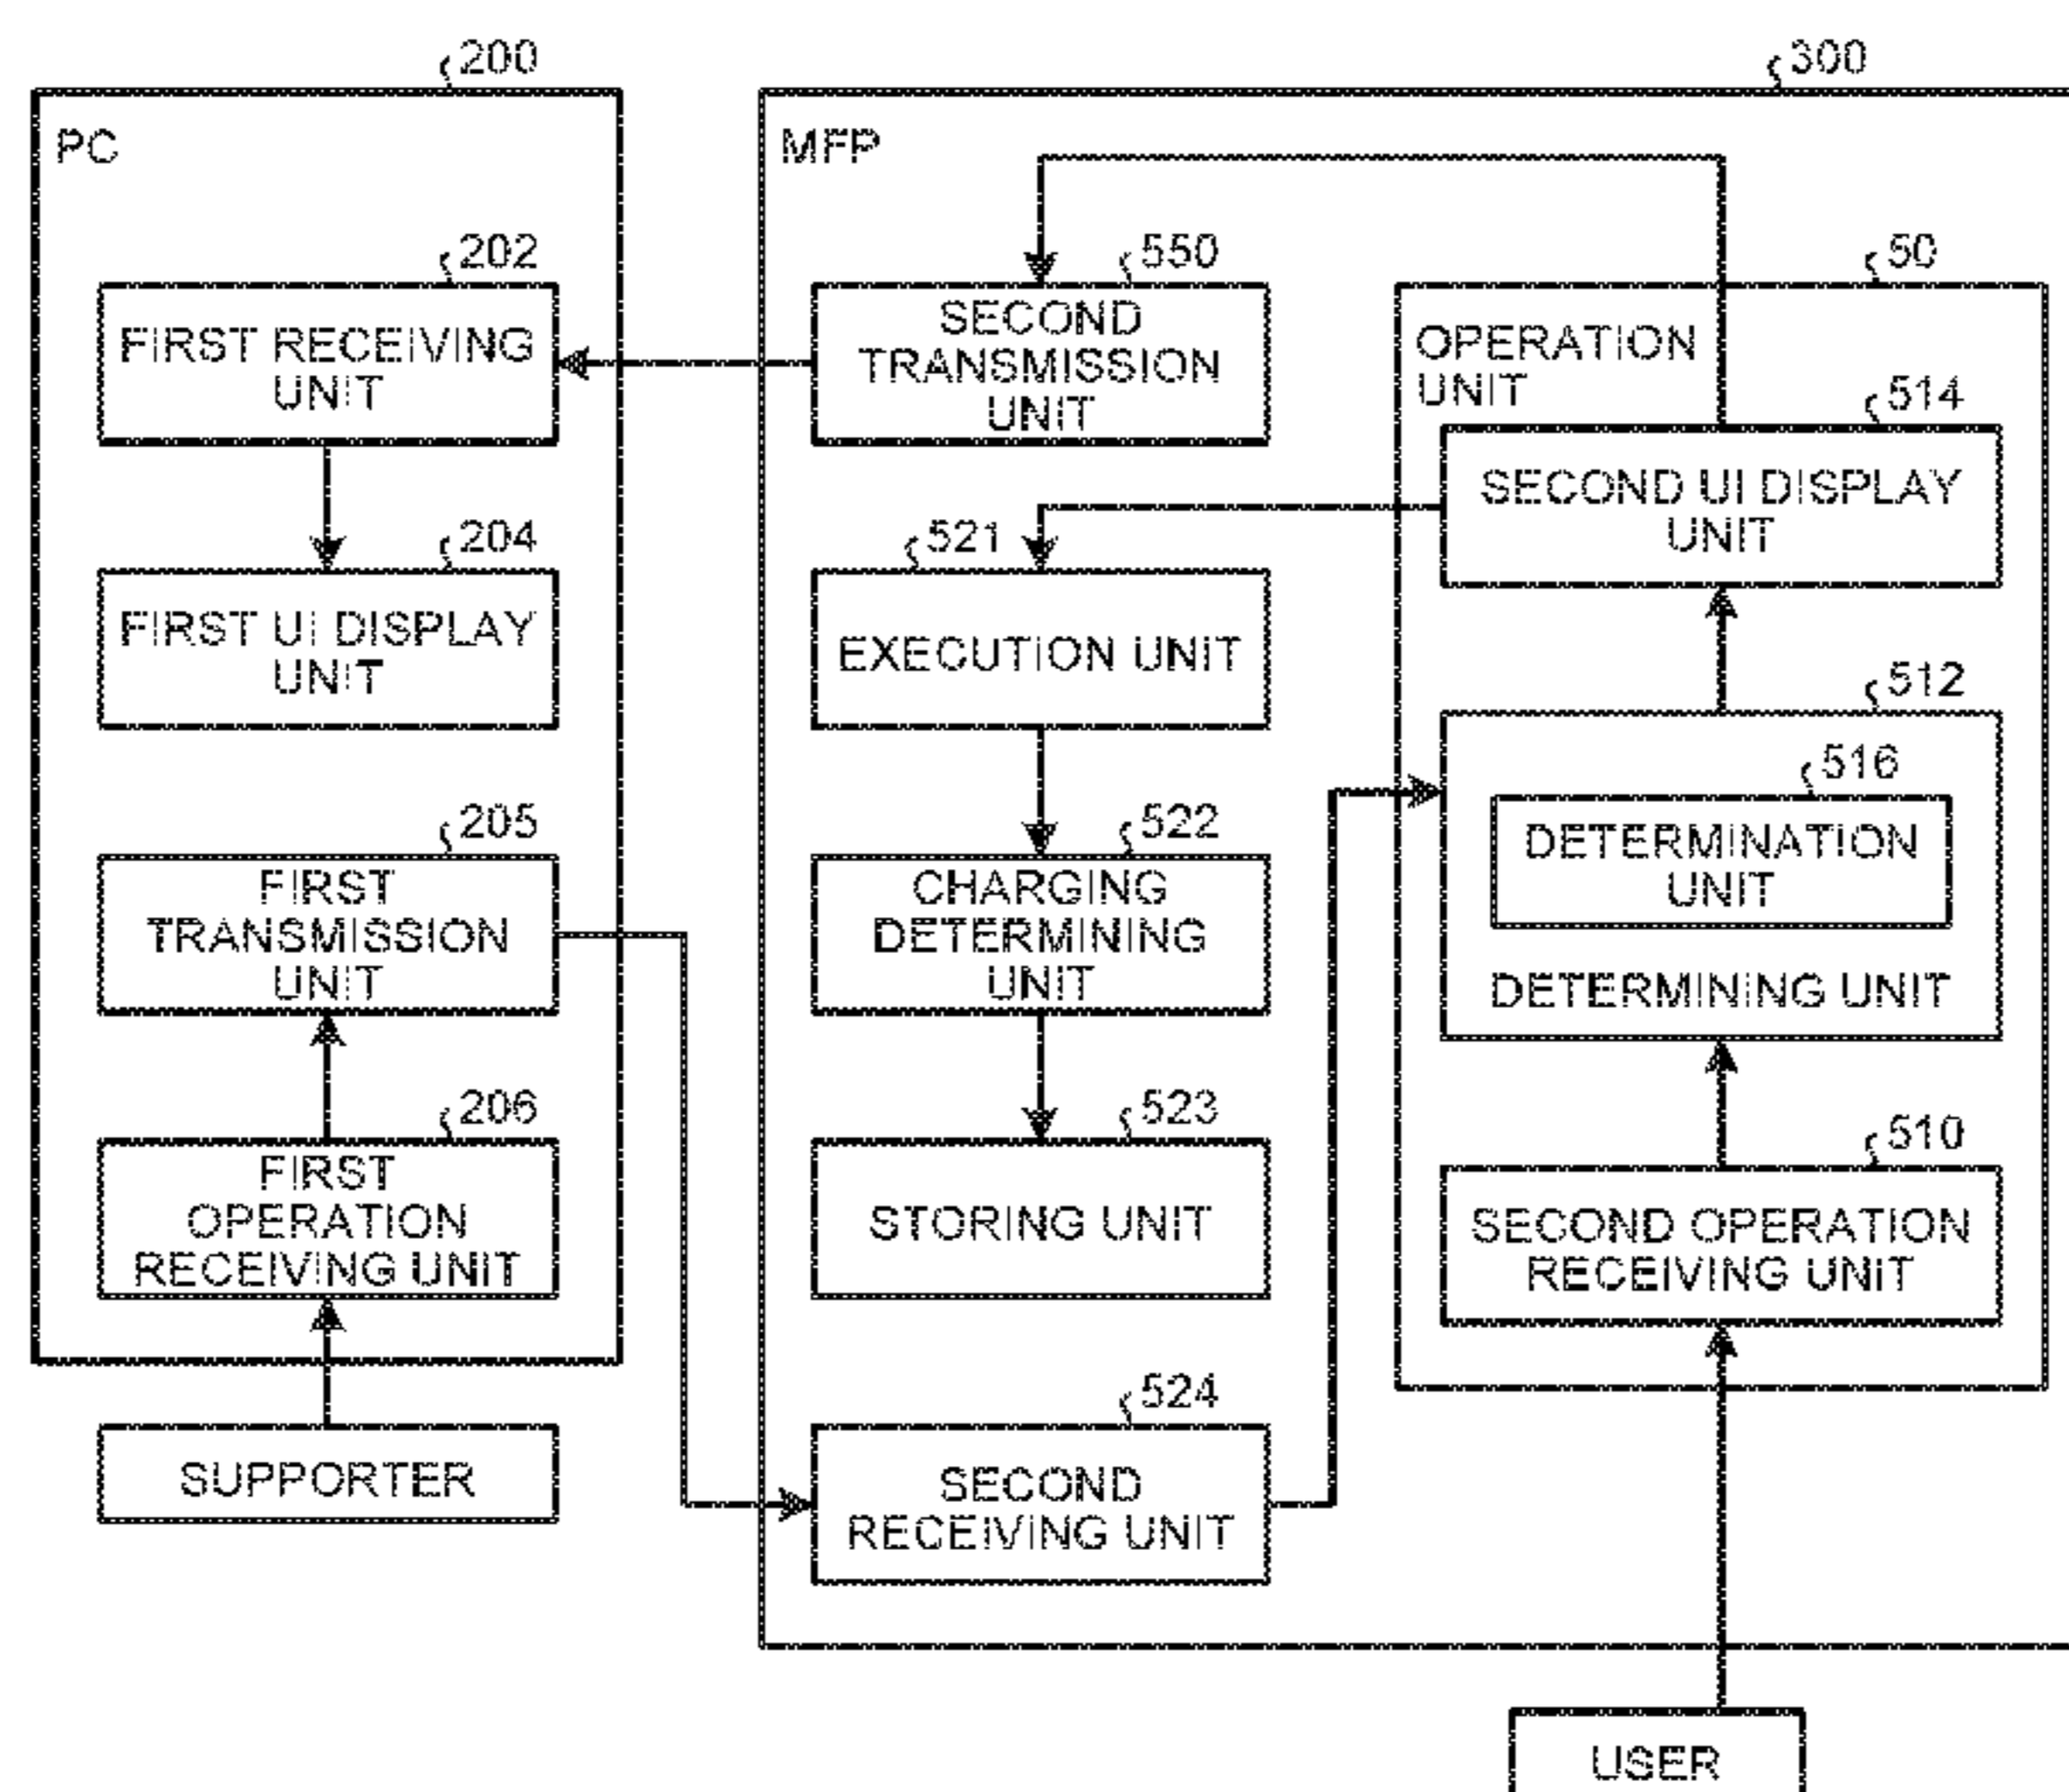 200
PC
202
FIRST RECEIVING
UNIT
204
FIRST UI DISPLAY
UNIT
205
FIRST
TRANSMISSION
UNIT
206
FIRST
OPERATION
RECEIVING UNIT
SUPPORTER
300
MFP
550
SECOND
TRANSMISSION
UNIT
521
EXECUTION UNIT
522
CHARGING
DETERMINING
UNIT
523
STORING UNIT
524
SECOND
RECEIVING UNIT
50
OPERATION
UNIT
514
SECOND UI DISPLAY
UNIT
512
516
DETERMINATION
UNIT
DETERMINING UNIT
510
SECOND OPERATION
RECEIVING UNIT
USER